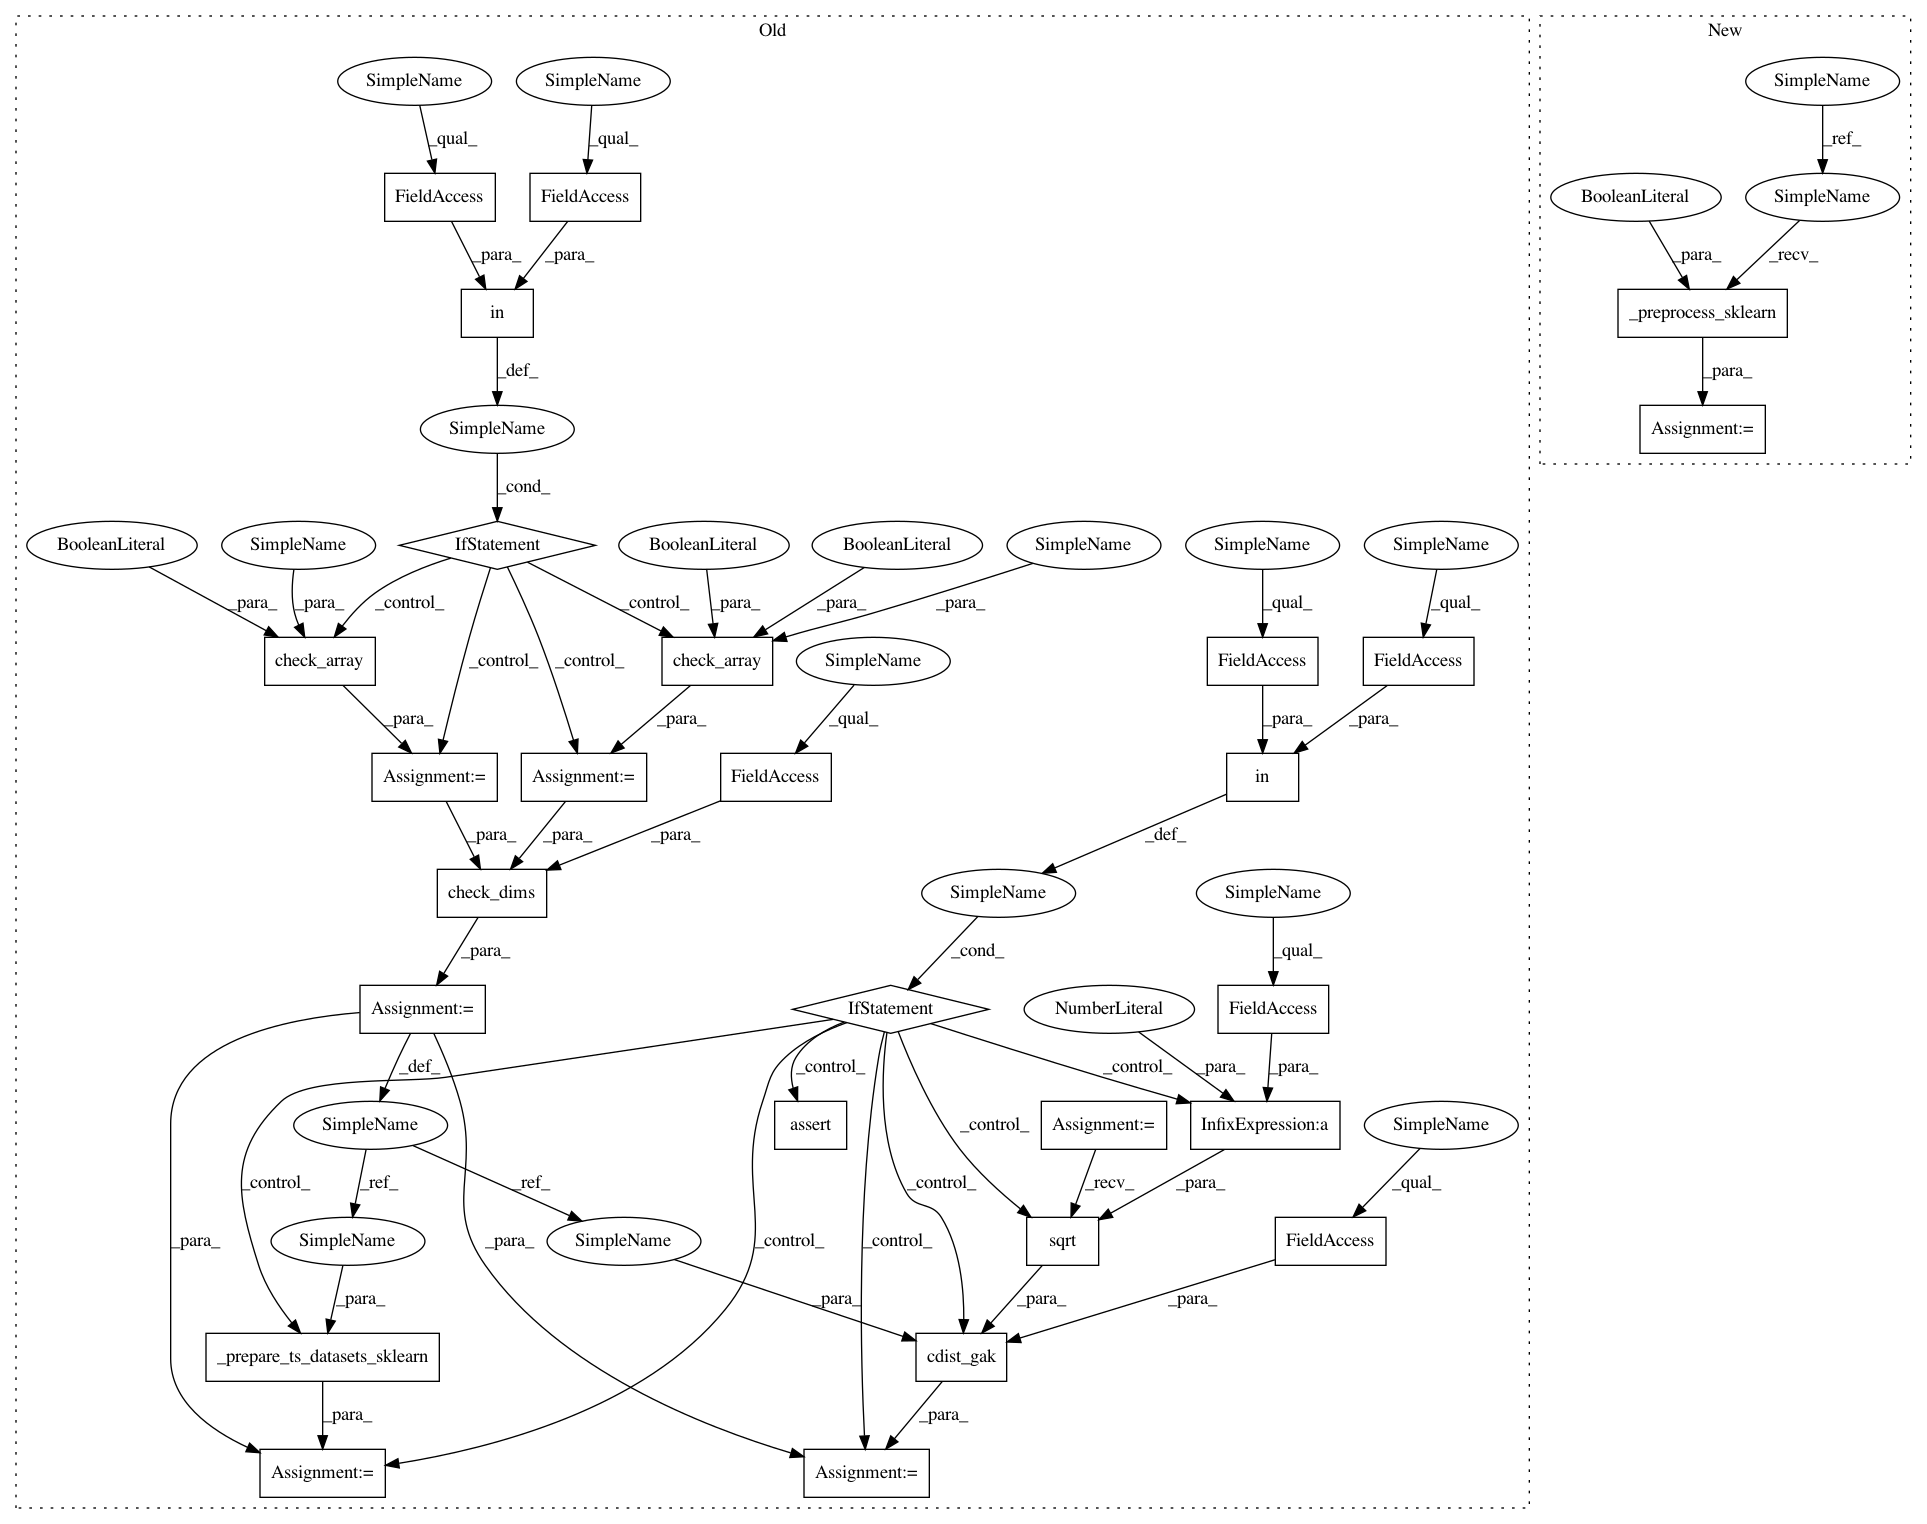 Old
New
SimpleName
SimpleName
SimpleName
_qual_
_qual_
_ref_
FieldAccess
FieldAccess
BooleanLiteral
SimpleName
_para_
_para_
_para_
_recv_
in
_preprocess_sklearn
_def_
_para_
SimpleName
Assignment:=
_cond_
BooleanLiteral
SimpleName
IfStatement
BooleanLiteral
BooleanLiteral
SimpleName
SimpleName
SimpleName
_para_
_para_
_control_
_control_
_para_
_para_
_para_
_qual_
_qual_
check_array
_control_
_control_
check_array
SimpleName
FieldAccess
FieldAccess
_para_
_para_
_qual_
_para_
_para_
Assignment:=
Assignment:=
FieldAccess
in
_para_
_para_
_para_
_def_
check_dims
SimpleName
SimpleName
_para_
_cond_
_qual_
Assignment:=
IfStatement
NumberLiteral
FieldAccess
_def_
_control_
_control_
_para_
_para_
SimpleName
assert
_control_
Assignment:=
InfixExpression:a
SimpleName
_control_
_ref_
_ref_
_control_
_recv_
_para_
_qual_
_para_
SimpleName
_para_
SimpleName
_control_
_control_
sqrt
FieldAccess
_para_
_para_
_para_
_para_
_prepare_ts_datasets_sklearn
cdist_gak
_para_
_para_
Assignment:=
Assignment:=